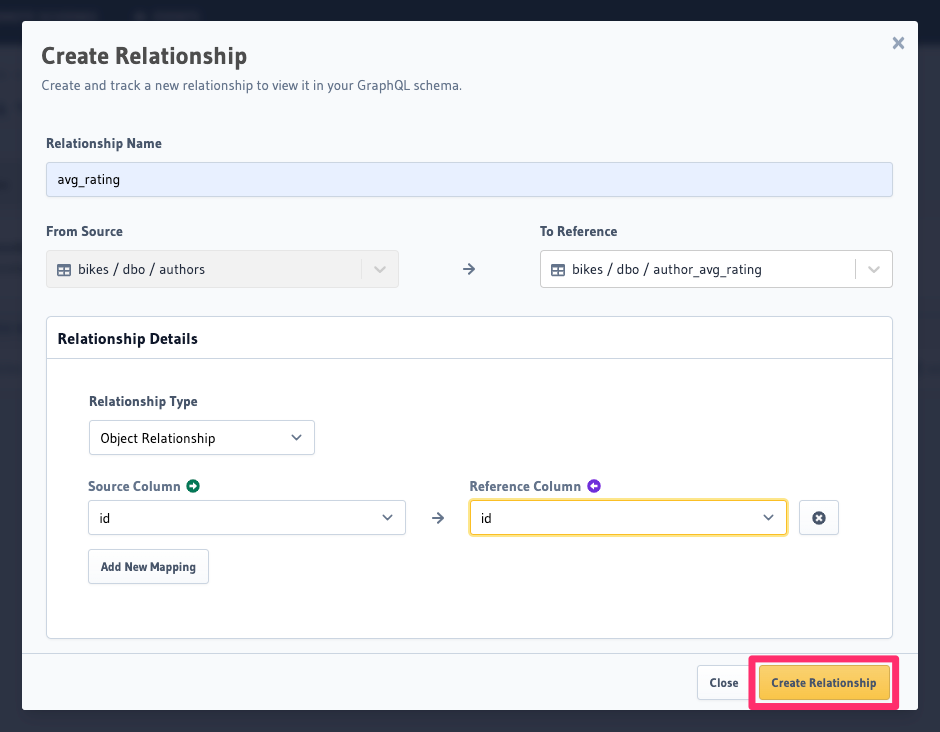 Create Relationship
Create and track a new relationship to view it in your GraphQL schema.
Relationship Name
avg_rating
From Source
To Reference
bikes / dbo / authors
bikes / dbo / author_avg_rating
Relationship Details
Relationship Type
Object Relationship
Source Column
Reference Column
id
id
Add New Mapping
Close
Create Relationship